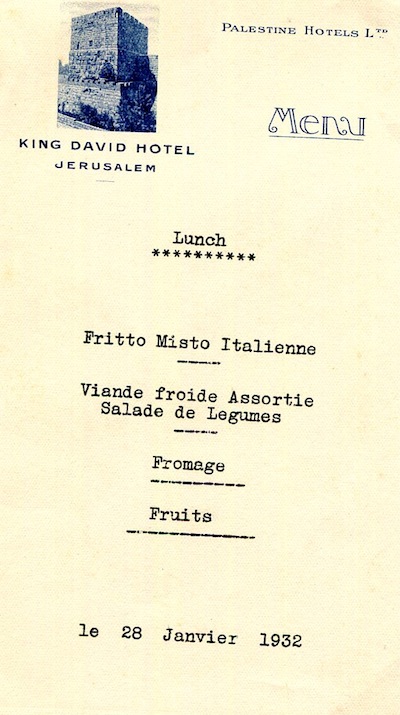 PALESTINE HOTELS LTD
Menu
KING DAVID HOTEL
JERUSALEM
Lunch
**********
Fritto Misto Italienne
Viande froide Assortie
Salade de Legumes
Fromage
Fruits
le 28 Janvier 1932